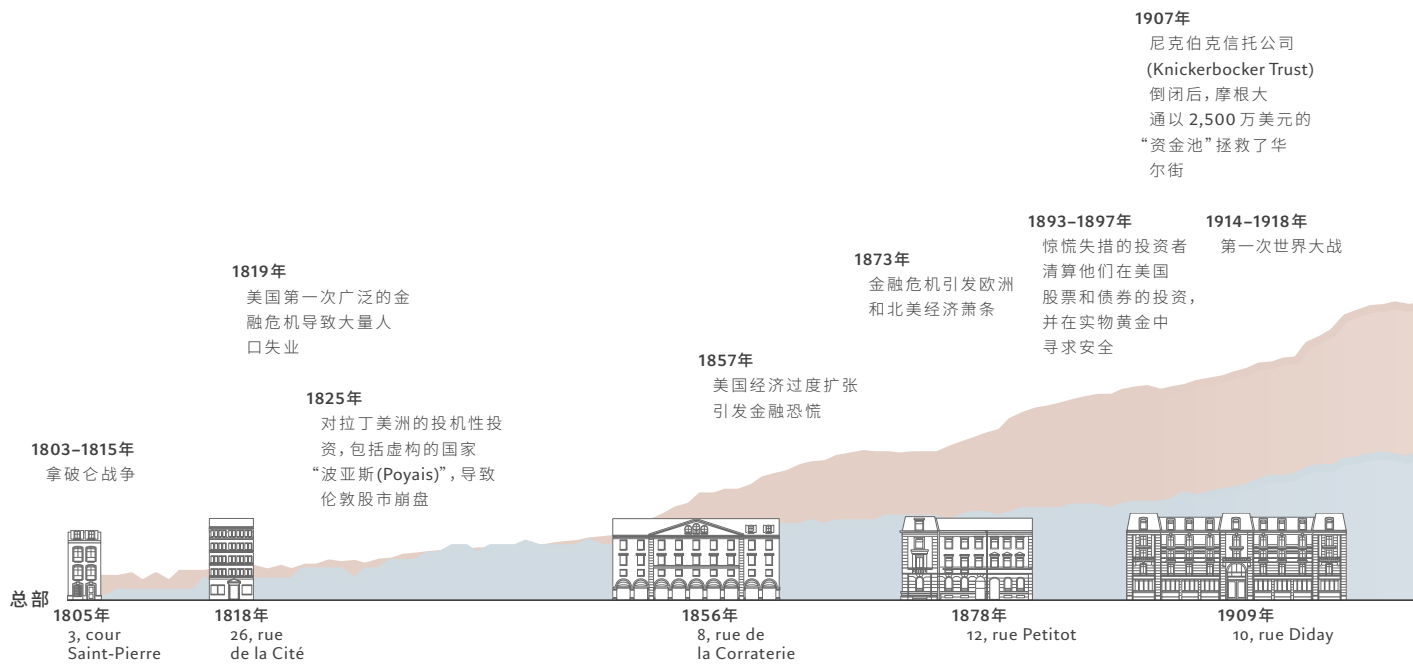 1907年
尼克伯克信托公司
(Knickerbocker Trust)
倒闭后，摩根大
通以 2,500 万美元的
“资金池”拯救了华
尔街
1893–1897年
惊慌失措的投资者
清算他们在美国
股票和债券的投资，
并在实物黄金中
寻求安全
1914–1918年
第一次世界大战
1873年
金融危机引发欧洲
和北美经济萧条
1819年
美国第一次广泛的金
融危机导致大量人
口失业
1857年
美国经济过度扩张
引发金融恐慌
1825年
对拉丁美洲的投机性投
资，包括虚构的国家
“波亚斯(Poyais)”，导致
伦敦股市崩盘
1803–1815年
拿破仑战争
总部
1805年
3, cour
Saint-Pierre
1818年
26, rue
de la Cité
1856年
8, rue de
la Corraterie
1878年
12, rue Petitot
1909年
10, rue Diday